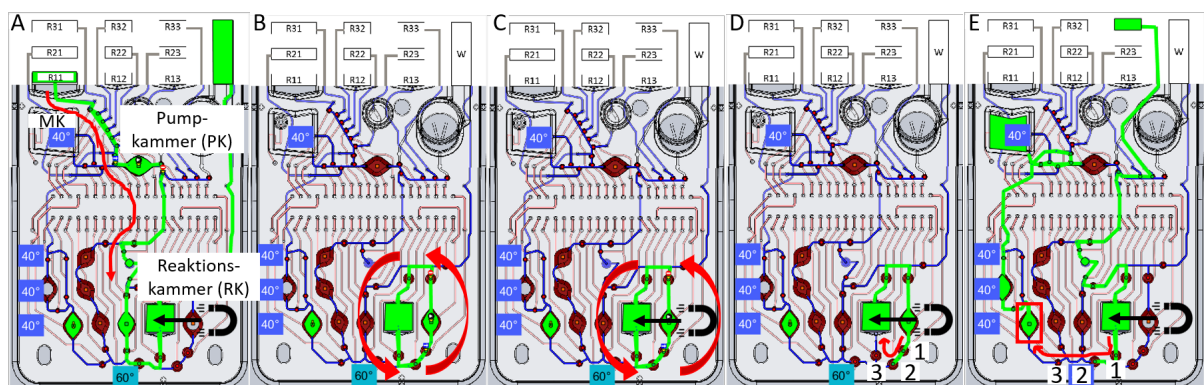 A
R31
R32
R33
R21
R22
R23
R11
R12
R13
MK
40°
Pump-
kammer (PK)
40°
40°
40°
Reaktions-
kammer (RK)
60°
B
R31
R32
R33
R21
R22
R23
W
R11
R12
R13
40°
40°
40°
40°
60°
C
R31
R32
R33
R21
R22
R23
W
R11
R12
R13
40°
40°
40°
40°
60°
D
R31
R32
R33
R21
R22
R23
W
R11
R12
R13
40°
40°
40°
40°
60°
1
3
2
E
R31
R32
R21
R22
R23
W
R11
R12
R13
40°
40°
40°
40°
3.
2
1